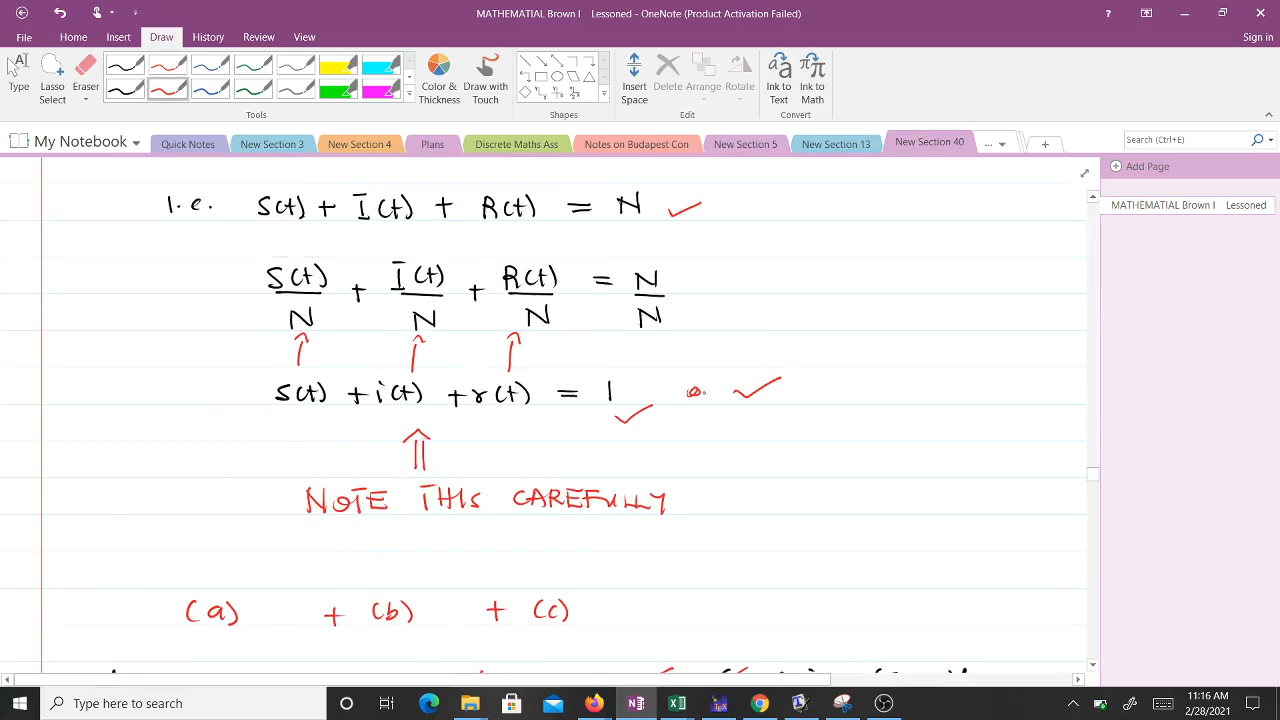 MATHEMATIAL Brown I    Lessoned - OneNote (Product Activation Failed)
File Home Insert Draw History Review View Sign in
Type Lasso Select Eraser Color & Thickness Draw with Touch Insert Space Delete Arrange Rotate Ink to Text Ink to Math
Tools Shapes Edit Convert
My Notebook Quick Notes New Section 3 New Section 4 Plans Discrete Maths Ass Notes on Budapest Con New Section 5 New Section 13 New Section 40 ... + Search (Ctrl+E)
Add Page
MATHEMATIAL Brown I    Lessoned
i.e. S(t) + I(t) + R(t) = N
S(t)/N + I(t)/N + R(t)/N = N/N
s(t) + i(t) + r(t) = 1
NOTE THIS CAREFULLY
(a) + (b) + (c)
Type here to search
11:16 AM
2/28/2021